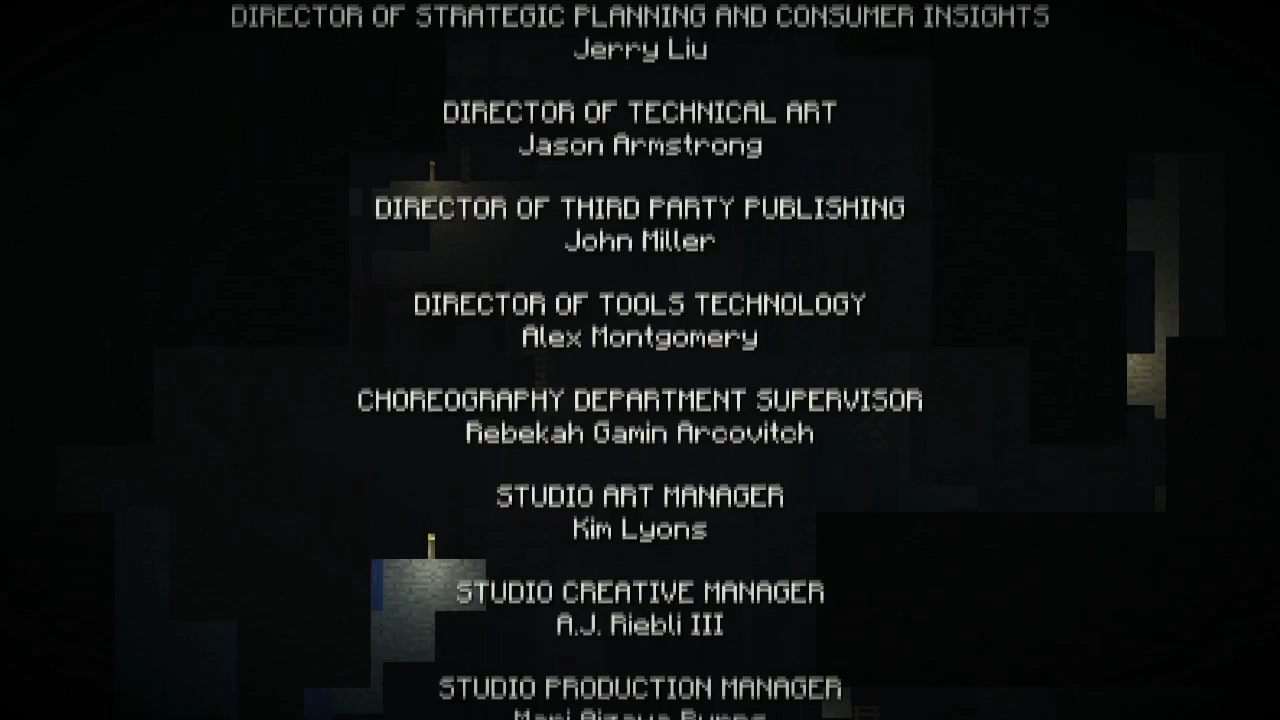 DIRECTOR OF STRATEGIC PLANNING AND CONSUMER INSIGHTS
Jerry Liu
DIRECTOR OF TECHNICAL ART
Jason Armstrong
DIRECTOR OF THIRD PARTY PUBLISHING
John Miller
DIRECTOR OF TOOLS TECHNOLOGY
Alex Montgomery
CHOREOGRAPHY DEPARTMENT SUPERVISOR
Rebekah Gamin Arcovitch
STUDIO ART MANAGER
Kim Lyons
STUDIO CREATIVE MANAGER
A.J. Riebli III
STUDIO PRODUCTION MANAGER